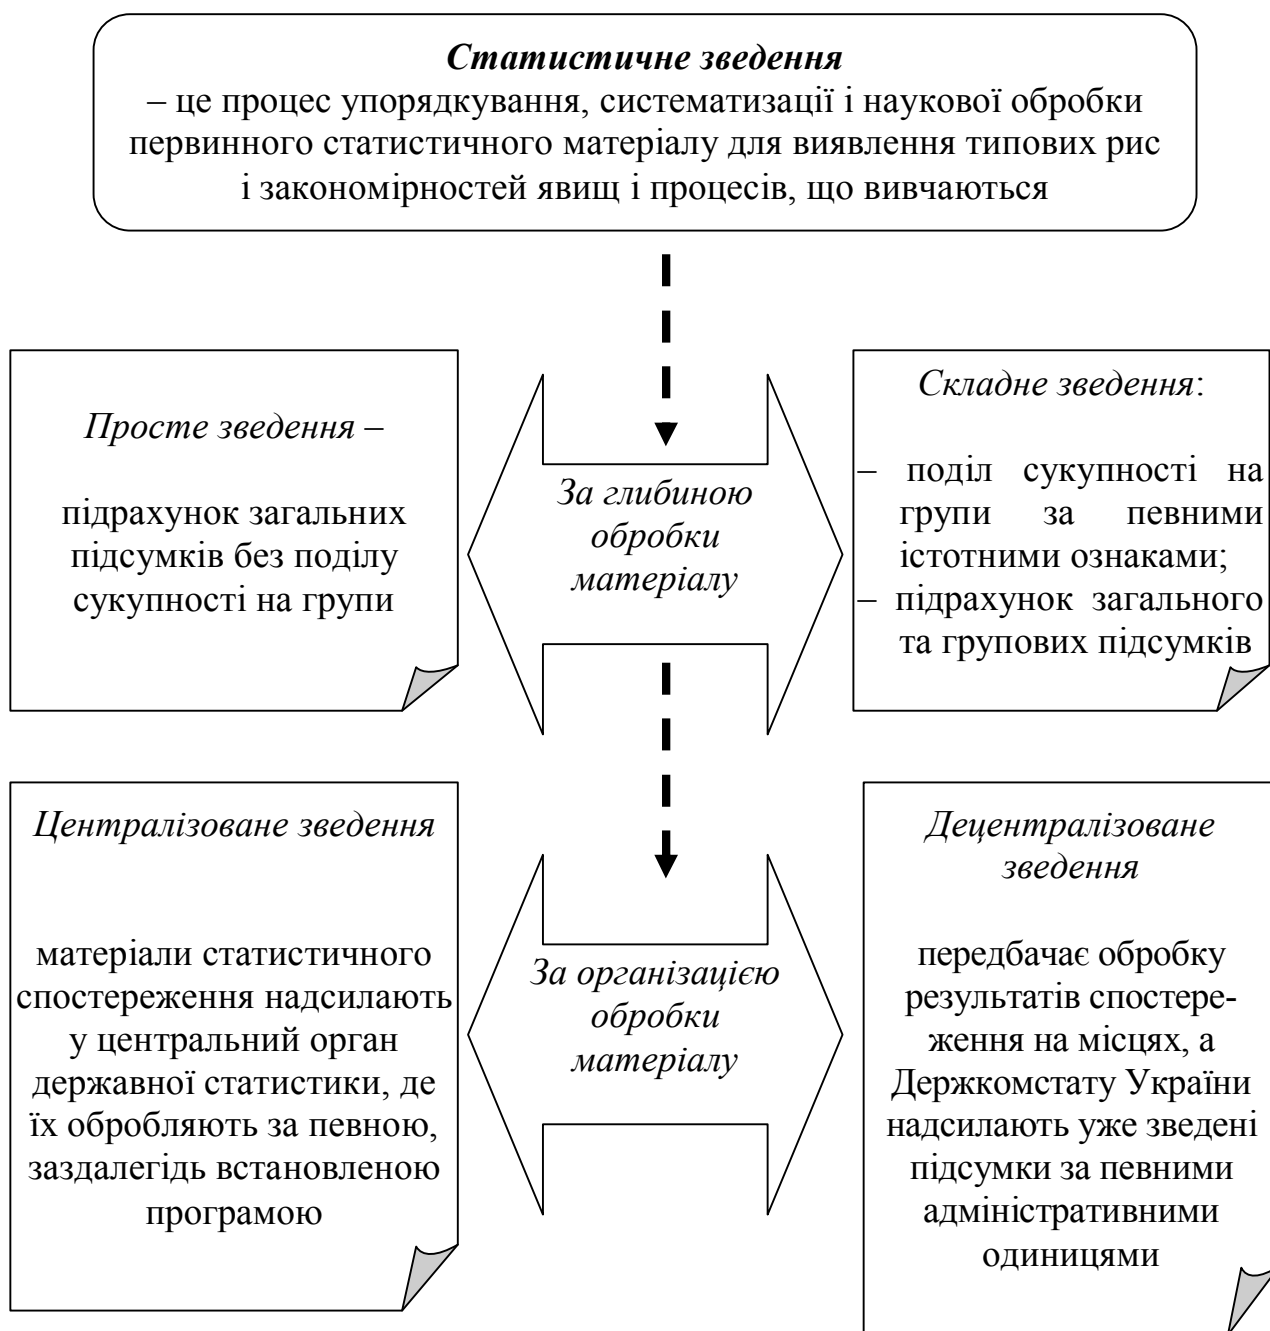 Статистичне зведення
– це процес упорядкування, систематизації і наукової обробки
первинного статистичного матеріалу для виявлення типових рис
і закономірностей явищ і процесів, що вивчаються
Просте зведення –
підрахунок загальних
підсумків без поділу
сукупності на групи
За глибиною
обробки
матеріалу
Складне зведення:
– поділ сукупності на
групи за певними
істотними ознаками;
– підрахунок загального
та групових підсумків
Централізоване зведення
матеріали статистичного
спостереження надсилають
у центральний орган
державної статистики, де
їх обробляють за певною,
заздалегідь встановленою
програмою
За організацією
обробки
матеріалу
Децентралізоване
зведення
передбачає обробку
результатів спостере-
ження на місцях, а
Держкомстату України
надсилають уже зведені
підсумки за певними
адміністративними
одиницями